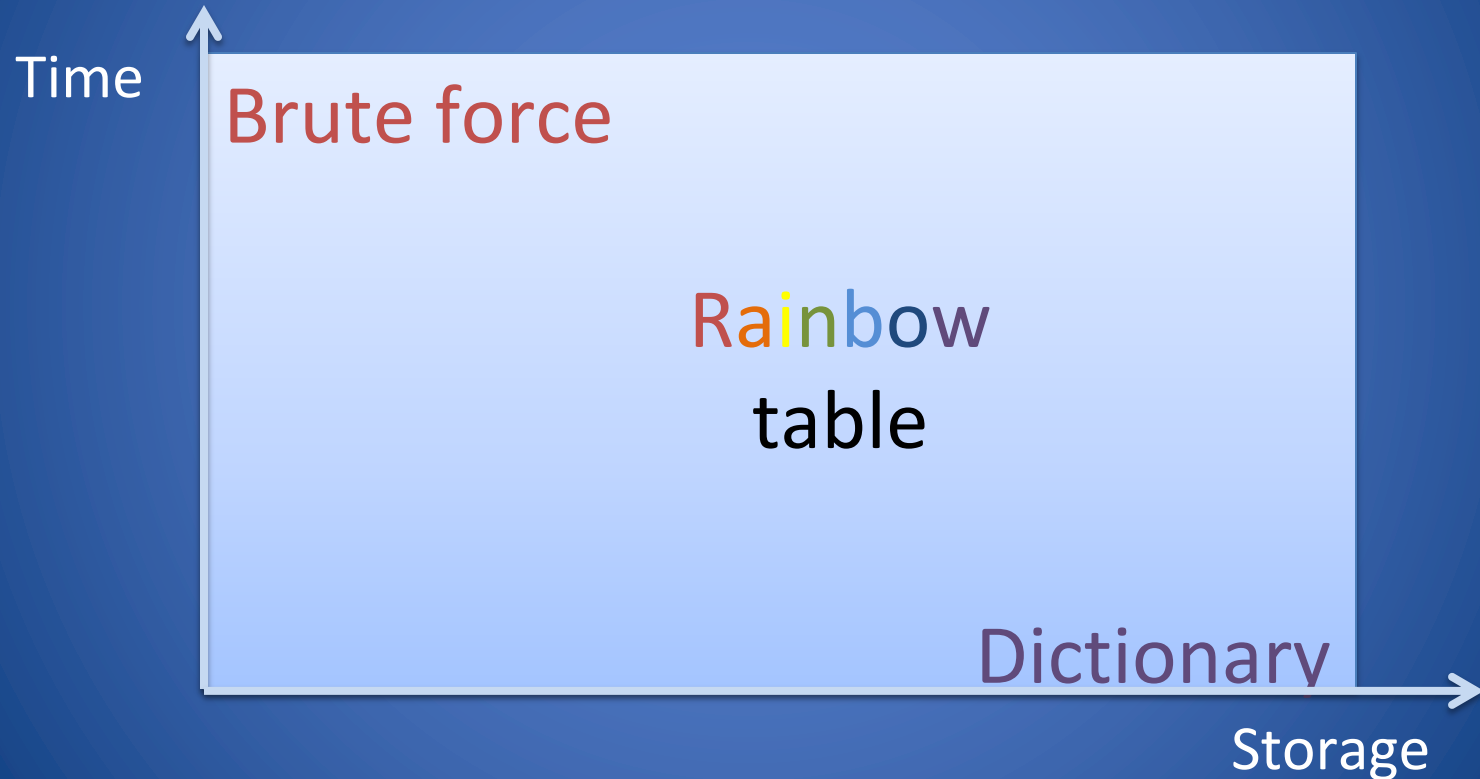 Time
Brute force
Rainbow
table
Dictionary
Storage